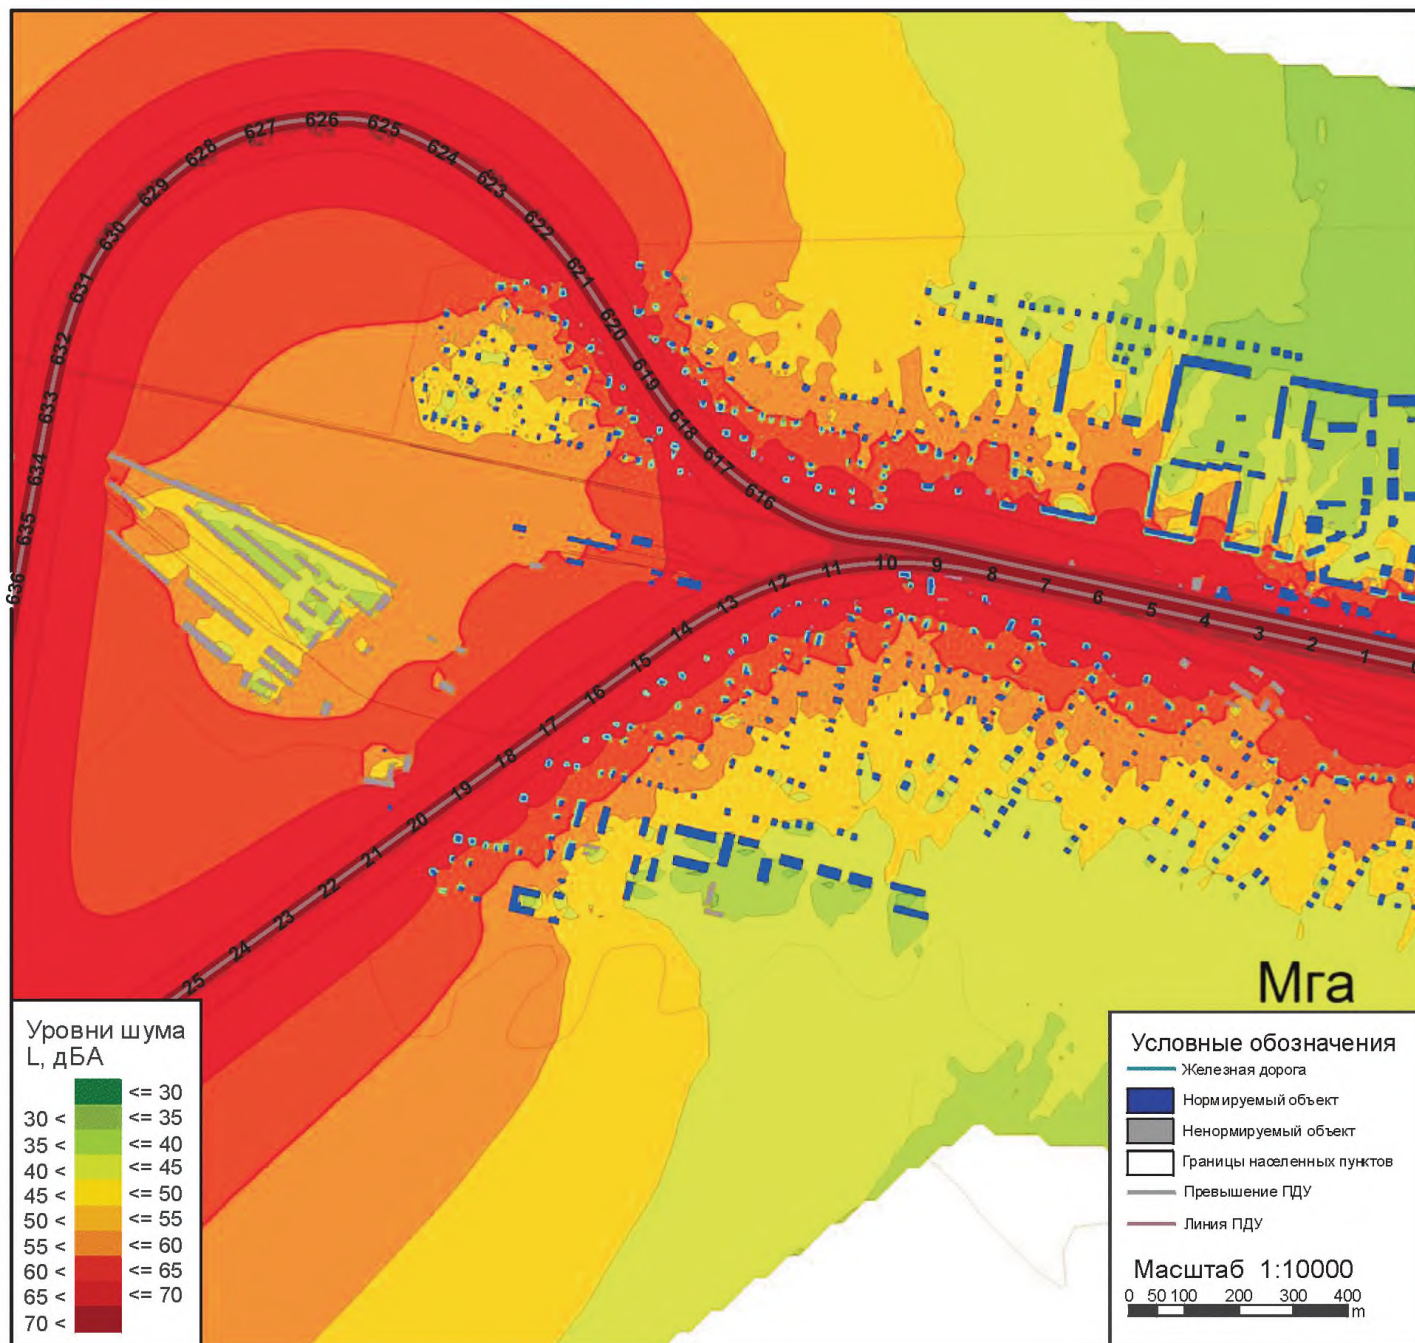 627 626 625
628 624
629 623
630 622
631 621
632 620
633 619
634 618
635 617
636 616
12 11 10 9 8 7 6 5 4 3 2 1
13
14
15
16
17
18
19
20
21
22
23
24
25
Мга
Уровни шума
L, дБА
<= 30
30 < <= 35
35 < <= 40
40 < <= 45
45 < <= 50
50 < <= 55
55 < <= 60
60 < <= 65
65 < <= 70
70 <
Условные обозначения
Железная дорога
Нормируемый объект
Ненормируемый объект
Границы населенных пунктов
Превышение ПДУ
Линия ПДУ
Масштаб 1:10000
0 50 100 200 300 400
m